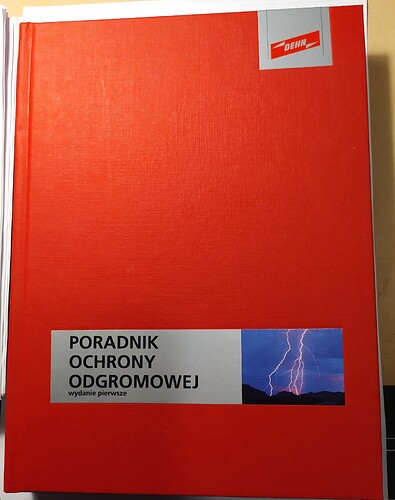 DEHN
PORADNIK
OCHRONY
ODGROMOWEJ
wydanie pierwsze